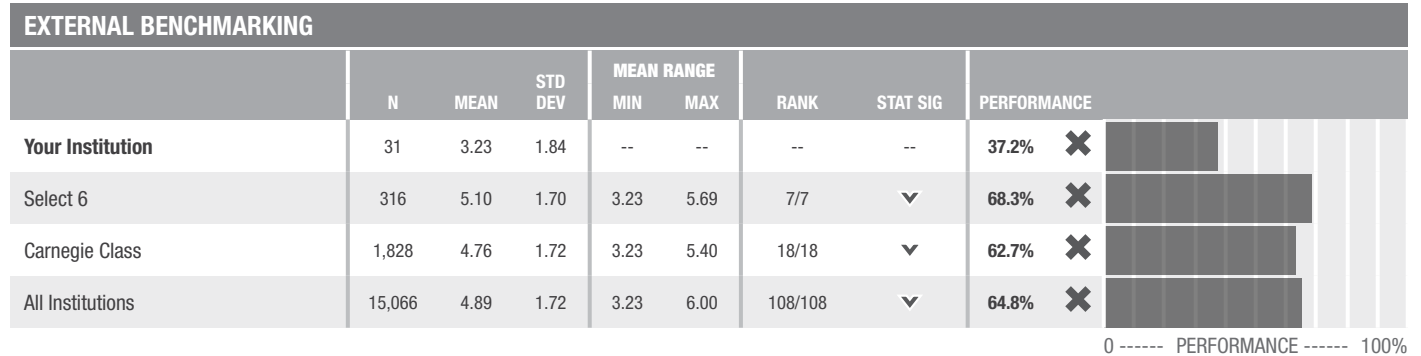 EXTERNAL BENCHMARKING
N MEAN STD DEV MEAN RANGE MIN MAX RANK STAT SIG PERFORMANCE
Your Institution 31 3.23 1.84 -- -- -- -- 37.2%
Select 6 316 5.10 1.70 3.23 5.69 7/7 68.3%
Carnegie Class 1,828 4.76 1.72 3.23 5.40 18/18 62.7%
All Institutions 15,066 4.89 1.72 3.23 6.00 108/108 64.8%
0 ------ PERFORMANCE ------ 100%